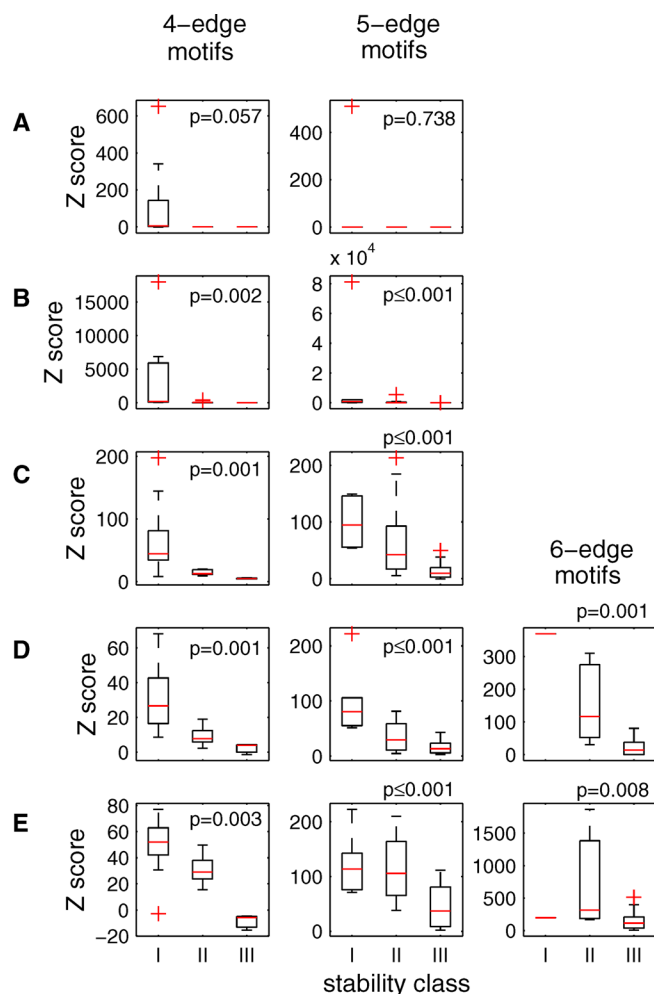 4-edge motifs
5-edge motifs
A
Z score
600
400
200
0
p=0.057
400
200
0
p=0.738
B
Z score
15000
10000
5000
0
p=0.002
x 10^4
8
6
4
2
0
p≤0.001
C
Z score
200
100
0
p=0.001
200
100
0
p≤0.001
6-edge motifs
D
Z score
60
40
20
0
p=0.001
200
100
0
p≤0.001
300
200
100
0
p=0.001
E
Z score
80
60
40
20
0
-20
p=0.003
200
100
0
p≤0.001
1500
1000
500
0
p=0.008
I II III
I II III
I II III
stability class